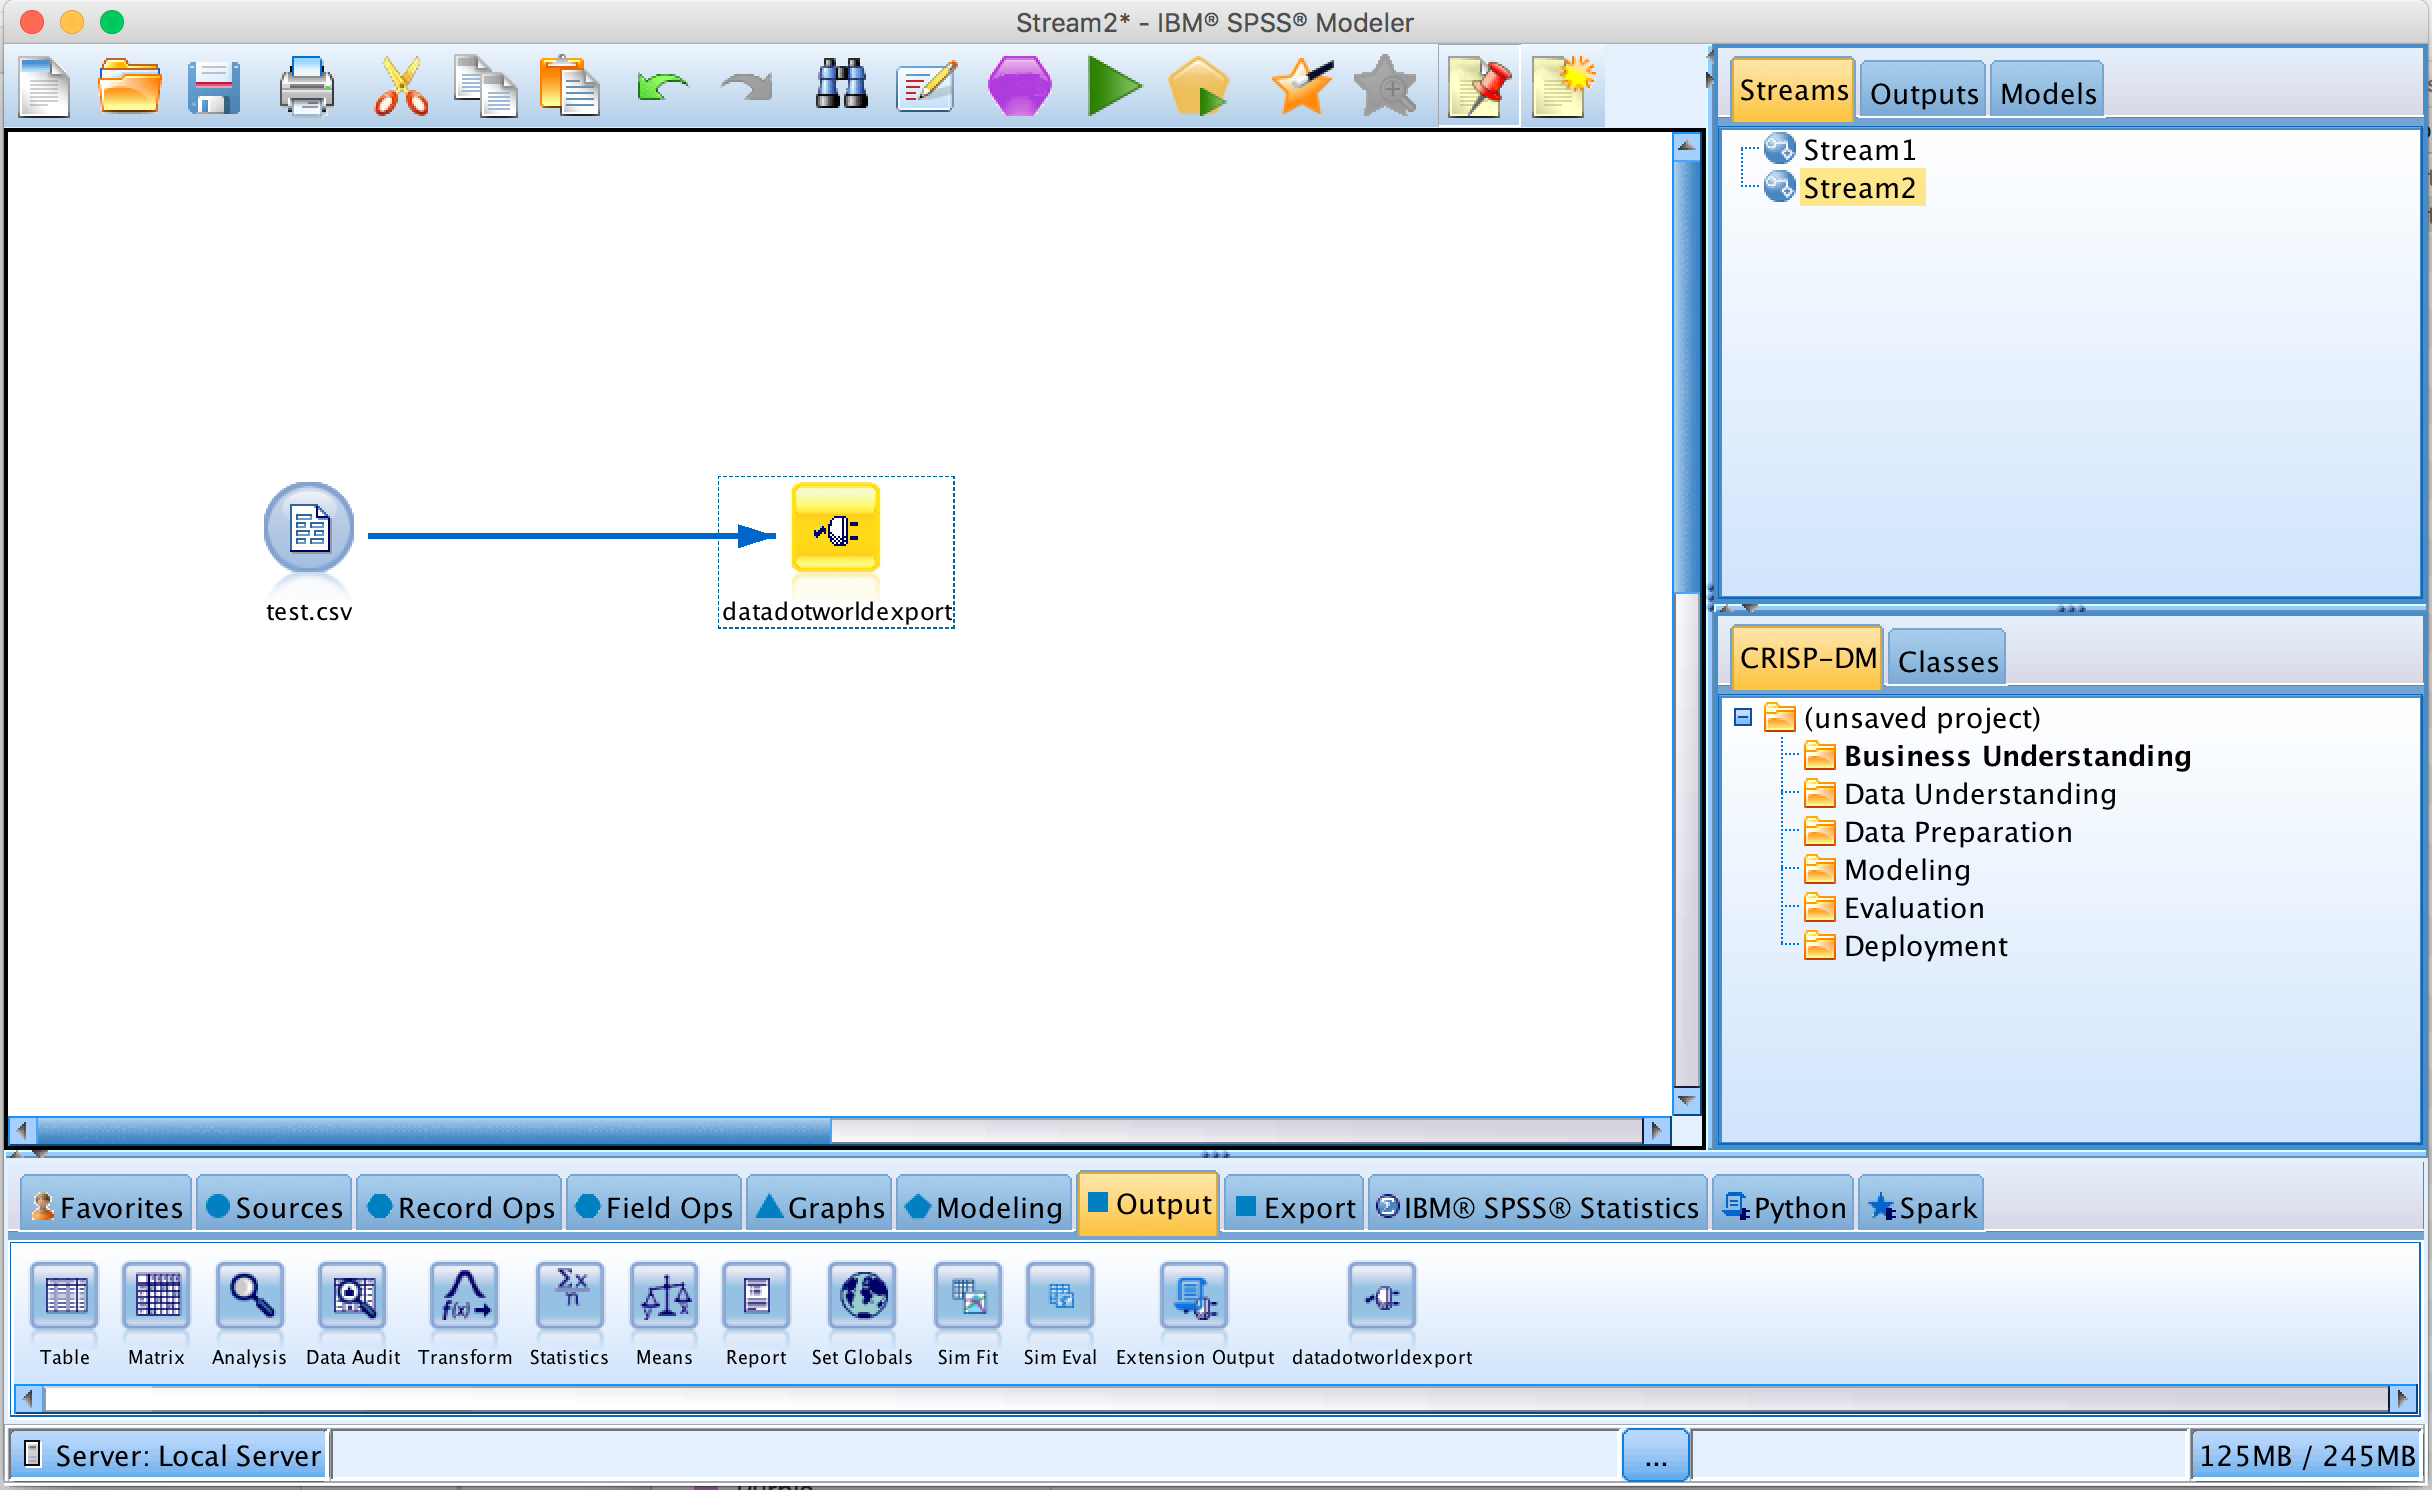 Stream2* - IBM® SPSS® Modeler
Streams
Outputs
Models
Stream1
Stream2
test.csv
datadotworldexport
CRISP-DM
Classes
(unsaved project)
Business Understanding
Data Understanding
Data Preparation
Modeling
Evaluation
Deployment
Favorites
Sources
Record Ops
Field Ops
Graphs
Modeling
Output
Export
IBM® SPSS® Statistics
Python
Spark
f(x)
Σx
n
y
x
Table
Matrix
Analysis
Data Audit
Transform
Statistics
Means
Report
Set Globals
Sim Fit
Sim Eval
Extension Output
datadotworldexport
Server: Local Server
...
125MB / 245MB